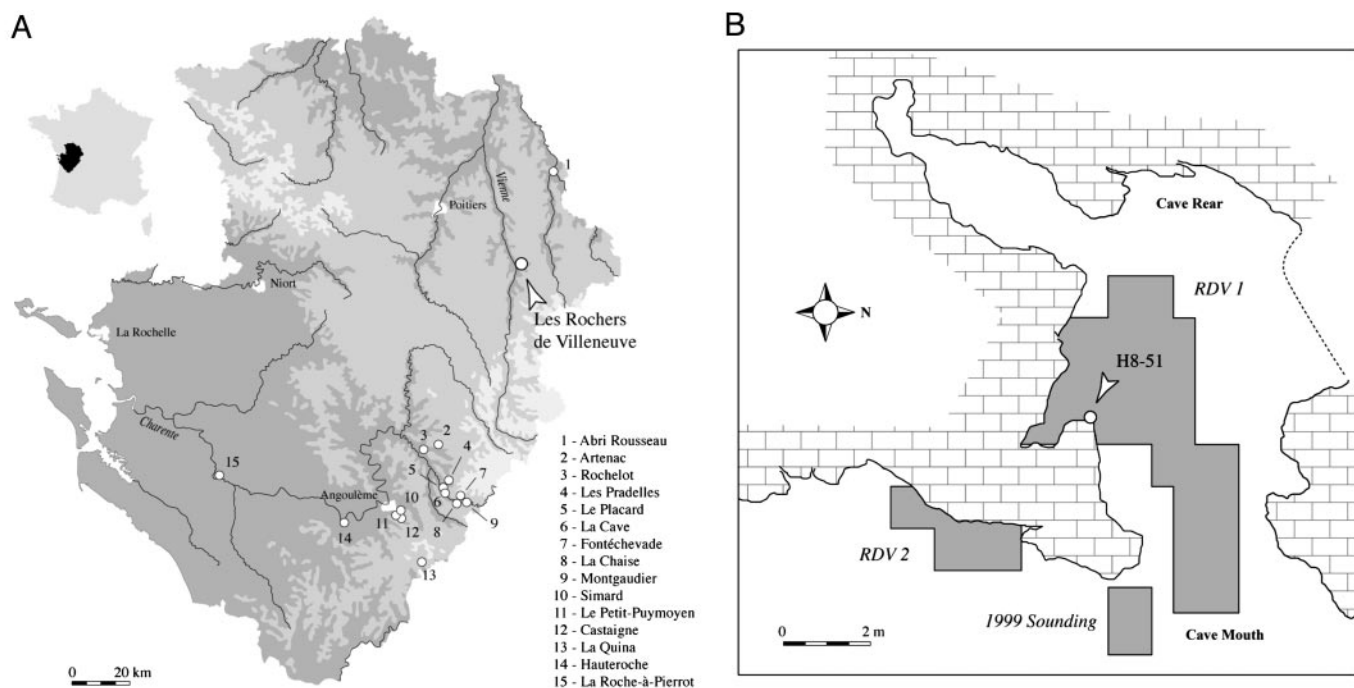 A
B
1
Vienne
Poitiers
Les Rochers
de Villeneuve
Niort
La Rochelle
Charente
Angoulême
2
3
4
5
6
7
8
9
10
11
12
13
14
15
1 - Abri Rousseau
2 - Artenac
3 - Rochelot
4 - Les Pradelles
5 - Le Placard
6 - La Cave
7 - Fontéchevade
8 - La Chaise
9 - Montgaudier
10 - Simard
11 - Le Petit-Puymoyen
12 - Castaigne
13 - La Quina
14 - Hauteroche
15 - La Roche-à-Pierrot
0 20 km
Cave Rear
RDV 1
N
H8-51
RDV 2
1999 Sounding
Cave Mouth
0 2 m